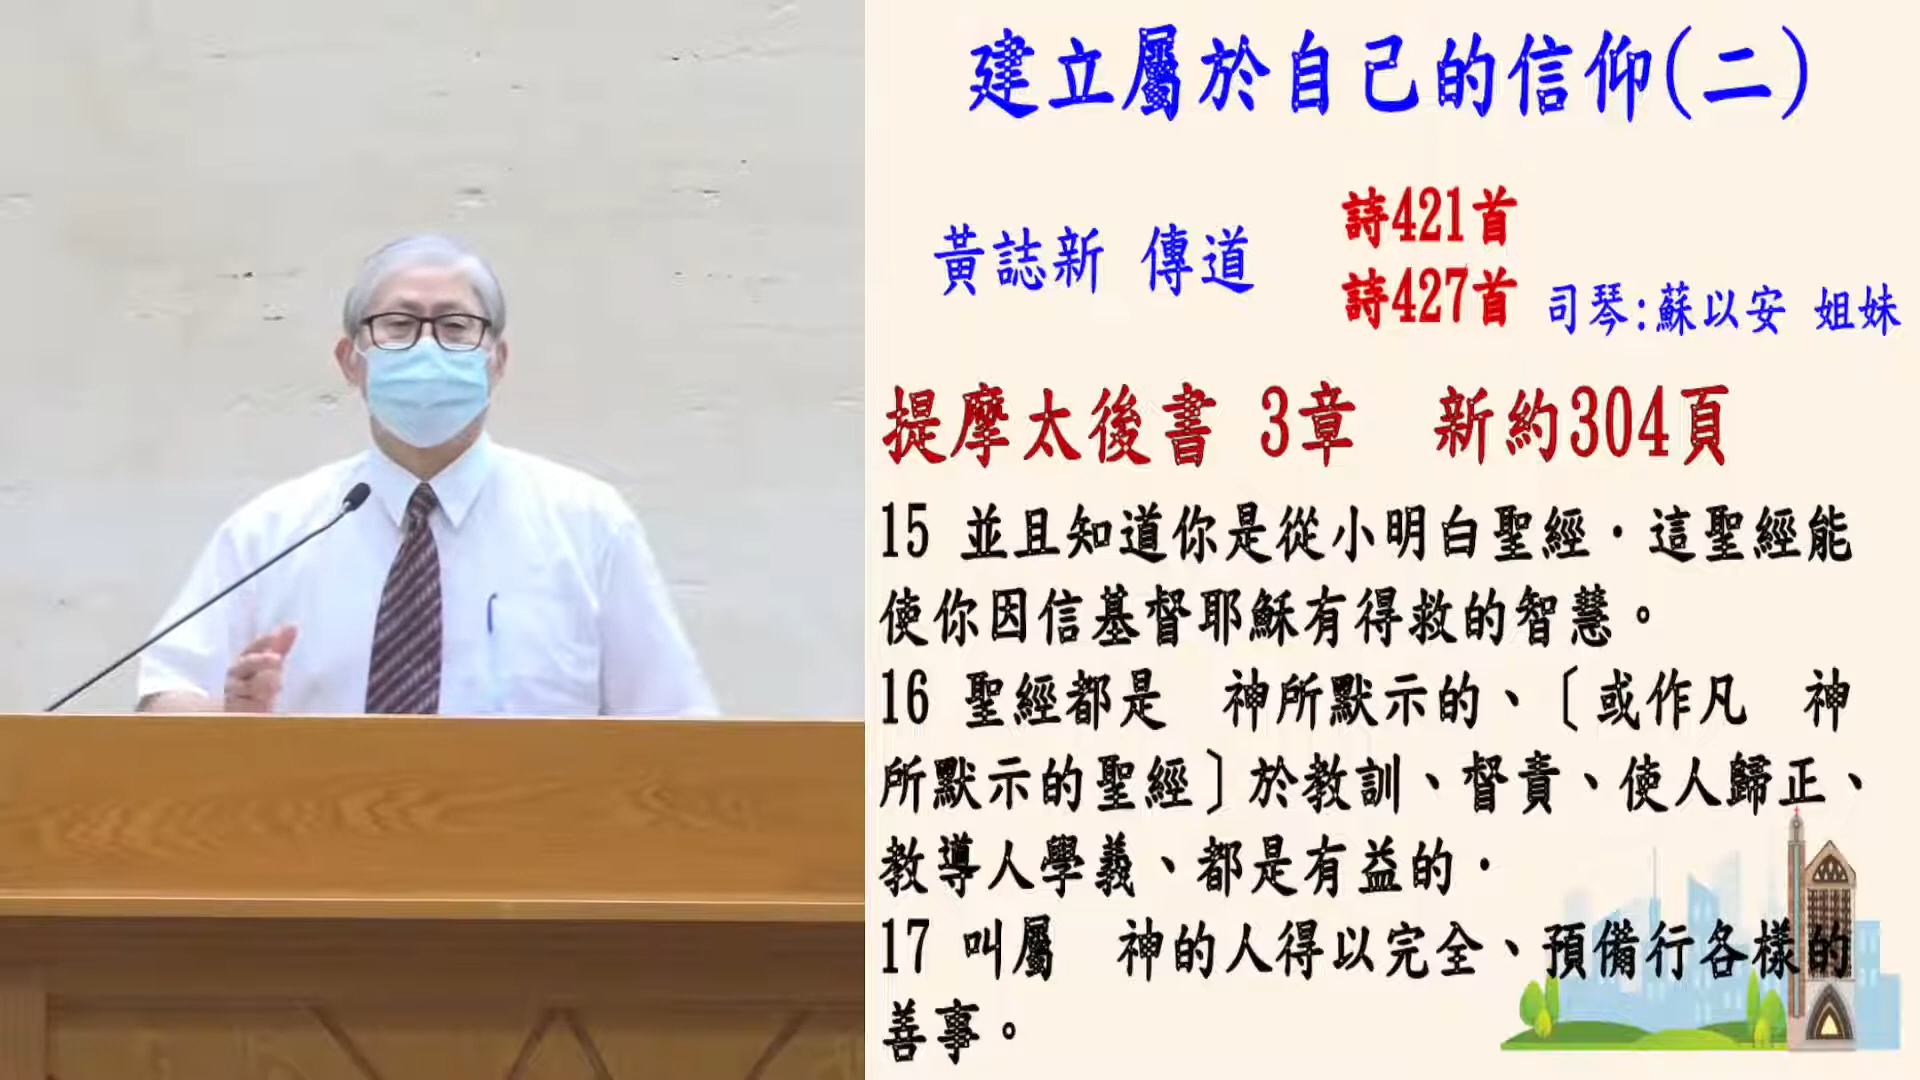 建立屬於自己的信仰(二)
黃誌新 傳道
詩421首
詩427首
司琴:蘇以安 姐妹
提摩太後書 3章 新約304頁
15 並且知道你是從小明白聖經．這聖經能
使你因信基督耶穌有得救的智慧。
16 聖經都是　神所默示的、〔或作凡　神
所默示的聖經〕於教訓、督責、使人歸正、
教導人學義、都是有益的．
17 叫屬　神的人得以完全、預備行各樣的
善事。